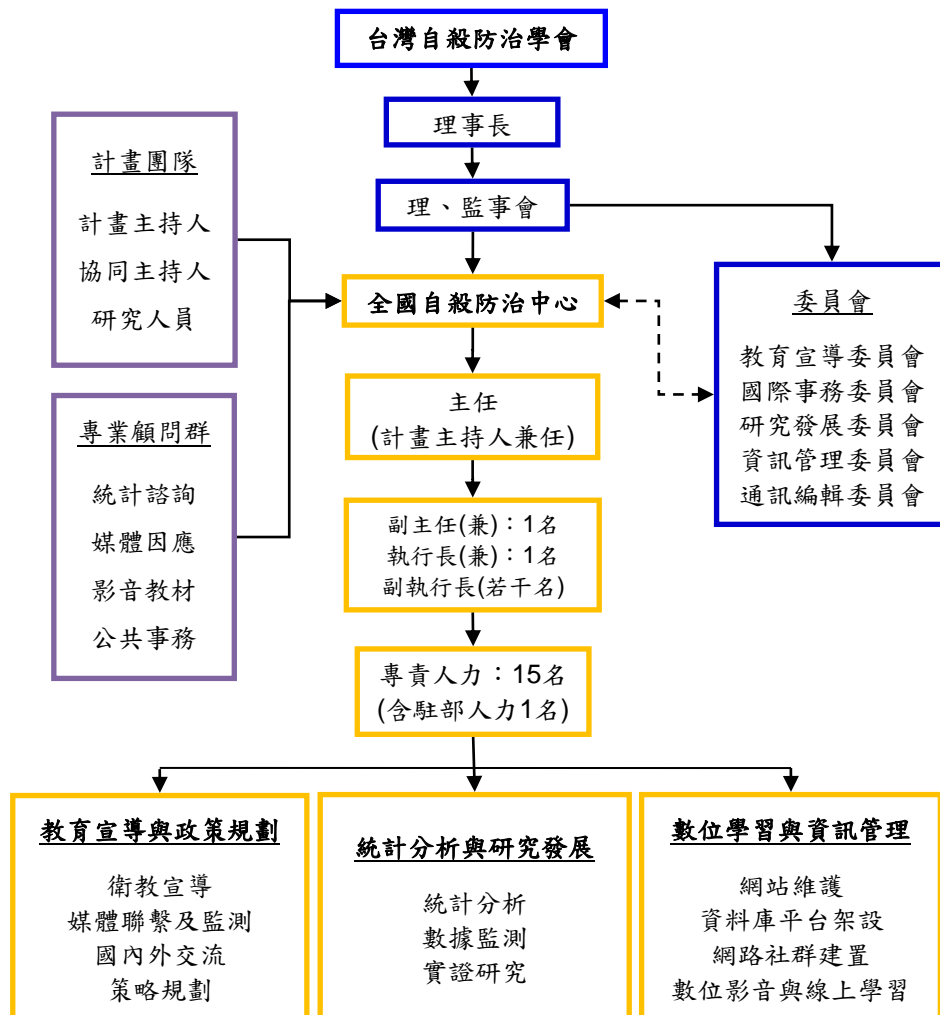 台灣自殺防治學會
理事長
理、監事會
計畫團隊
計畫主持人
協同主持人
研究人員
全國自殺防治中心
委員會
教育宣導委員會
國際事務委員會
研究發展委員會
資訊管理委員會
通訊編輯委員會
專業顧問群
統計諮詢
媒體因應
影音教材
公共事務
主任
(計畫主持人兼任)
副主任(兼)：1名
執行長(兼)：1名
副執行長(若干名)
專責人力：15名
(含駐部人力1名)
教育宣導與政策規劃
衛教宣導
媒體聯繫及監測
國內外交流
策略規劃
統計分析與研究發展
統計分析
數據監測
實證研究
數位學習與資訊管理
網站維護
資料庫平台架設
網路社群建置
數位影音與線上學習